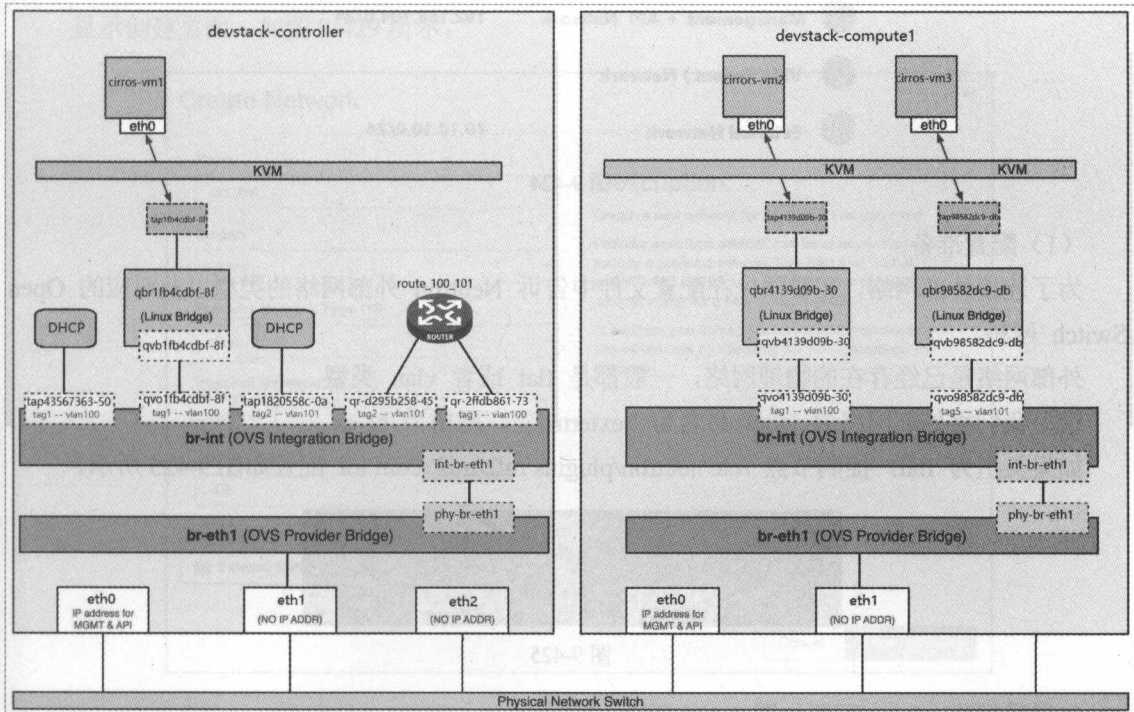 devstack-controller
cirros-vm1
eth0
KVM
tap1fb4cdbf-8f
qbr1fb4cdbf-8f
(Linux Bridge)
qvb1fb4cdbf-8f
DHCP
DHCP
route_100_101
ROUTER
tap43567363-50
tag1 -- vlan100
qvo1fb4cdbf-8f
tag1 -- vlan100
tap1820558c-0a
tag2 -- vlan101
qr-d295b258-45
tag2 -- vlan101
qr-2ffdb861-73
tag1 -- vlan100
br-int (OVS Integration Bridge)
int-br-eth1
phy-br-eth1
br-eth1 (OVS Provider Bridge)
eth0
IP address for
MGMT & API
eth1
(NO IP ADDR)
eth2
(NO IP ADDR)
devstack-compute1
cirros-vm2
eth0
cirros-vm3
eth0
KVM
KVM
tap4139d09b-30
tap98582dc9-db
qbr4139d09b-30
(Linux Bridge)
qvb4139d09b-30
qbr98582dc9-db
(Linux Bridge)
qvb98582dc9-db
qvo4139d09b-30
tag1 -- vlan100
qvo98582dc9-db
tag5 -- vlan101
br-int (OVS Integration Bridge)
int-br-eth1
phy-br-eth1
br-eth1 (OVS Provider Bridge)
eth0
IP address for
MGMT & API
eth1
(NO IP ADDR)
Physical Network Switch